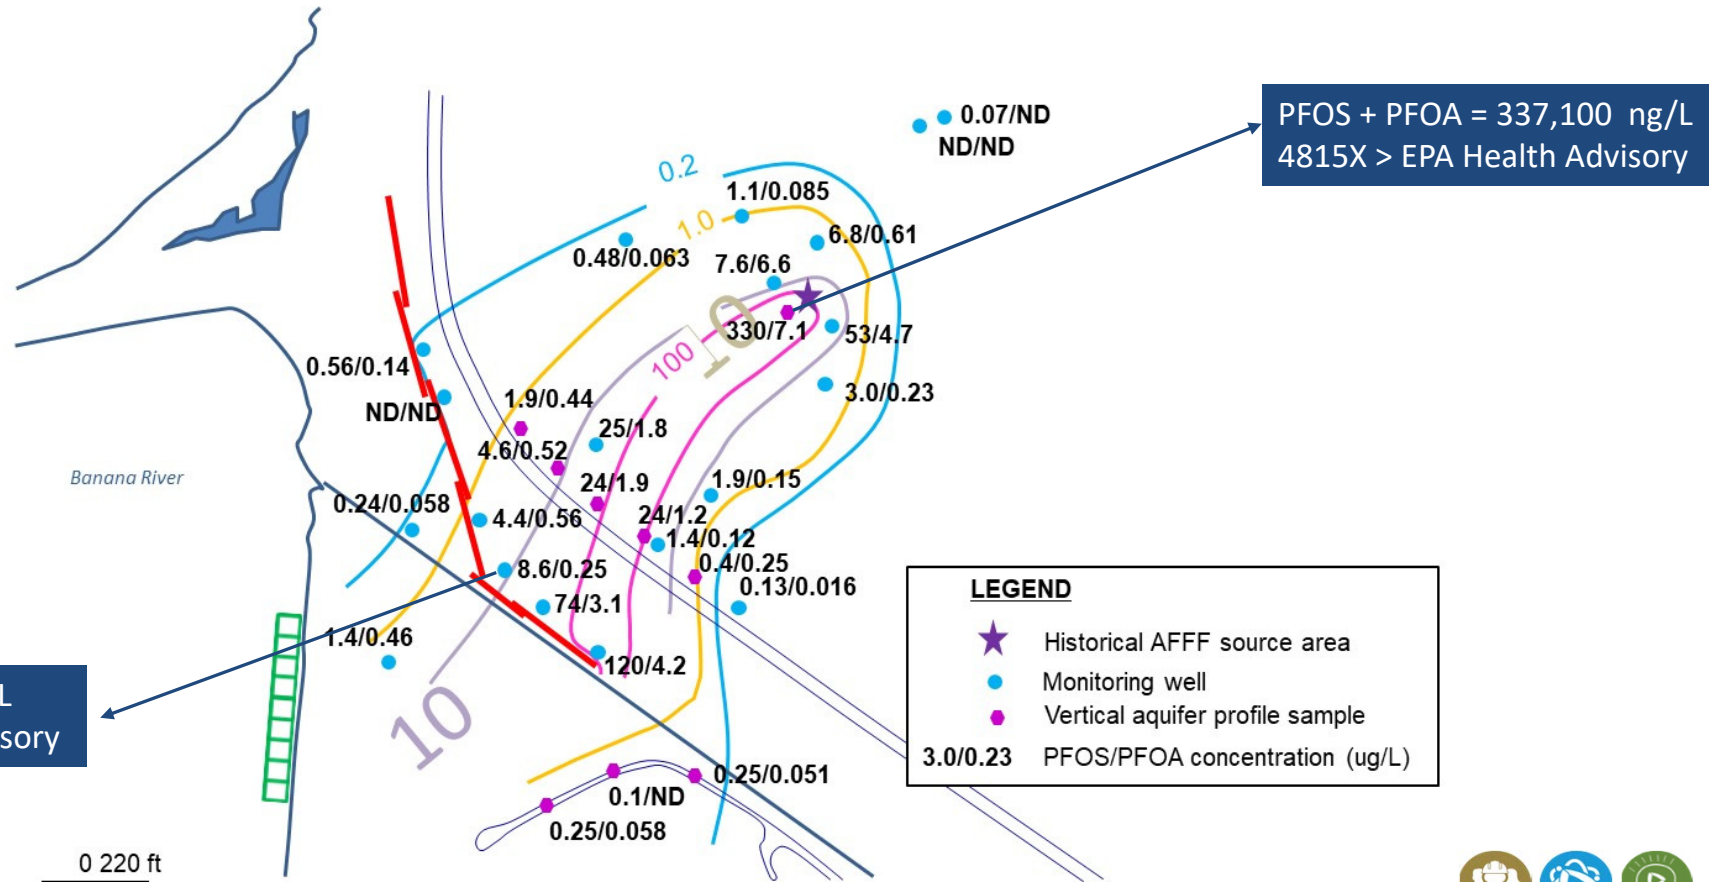 0.07/ND
ND/ND
PFOS + PFOA = 337,100 ng/L
4815X > EPA Health Advisory
0.2
1.1/0.085
1.0
6.8/0.61
0.48/0.063
7.6/6.6
10
330/7.1
53/4.7
100
0.56/0.14
3.0/0.23
ND/ND
1.9/0.44
25/1.8
4.6/0.52
Banana River
24/1.9
1.9/0.15
0.24/0.058
4.4/0.56
24/1.2
1.4/0.12
0.4/0.25
8.6/0.25
0.13/0.016
74/3.1
1.4/0.46
120/4.2
L
sory
10
0.25/0.051
0.1/ND
0.25/0.058
LEGEND
Historical AFFF source area
Monitoring well
Vertical aquifer profile sample
3.0/0.23 PFOS/PFOA concentration (ug/L)
0 220 ft